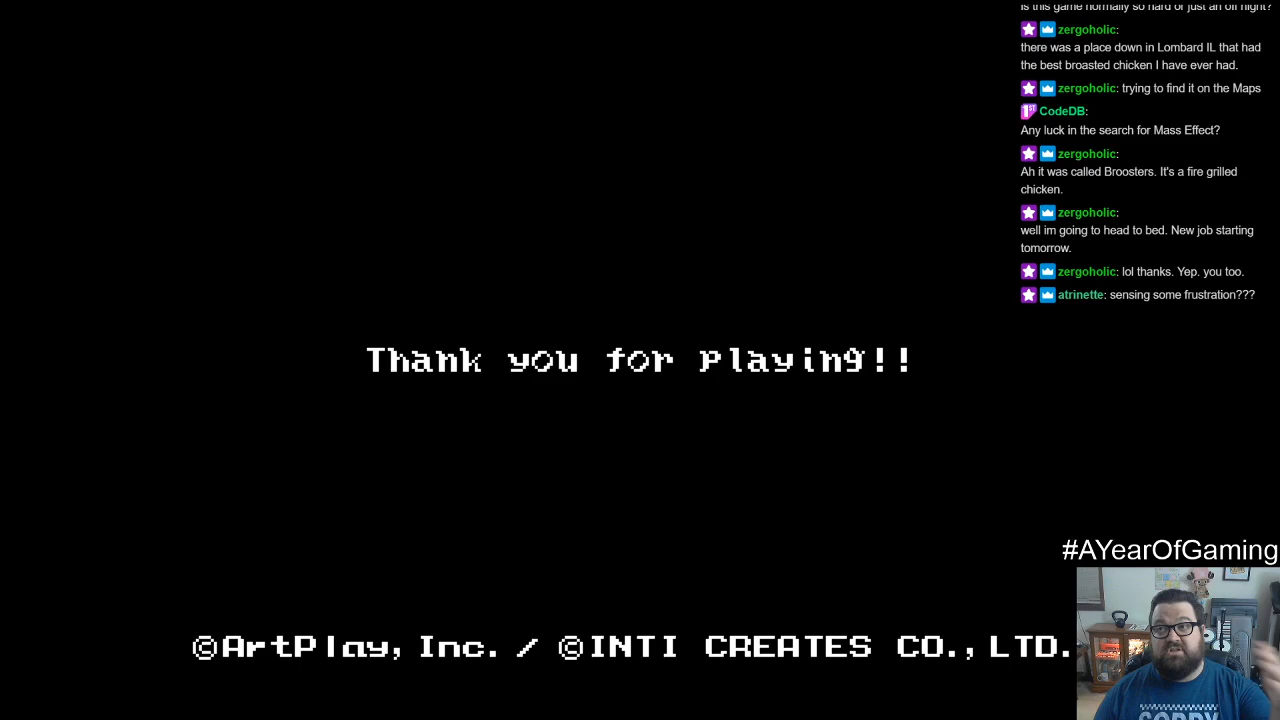 Is this game normally so hard or just an off night?
zergoholic:
there was a place down in Lombard IL that had
the best broasted chicken I have ever had.
zergoholic: trying to find it on the Maps
1ST CodeDB:
Any luck in the search for Mass Effect?
zergoholic:
Ah it was called Broosters. It's a fire grilled
chicken.
zergoholic:
well im going to head to bed. New job starting
tomorrow.
zergoholic: lol thanks. Yep. you too.
atrinette: sensing some frustration???
Thank you for Playing!!
#AYearOfGaming
©ArtPlay, Inc. / ©INTI CREATES CO., LTD.
SORRY